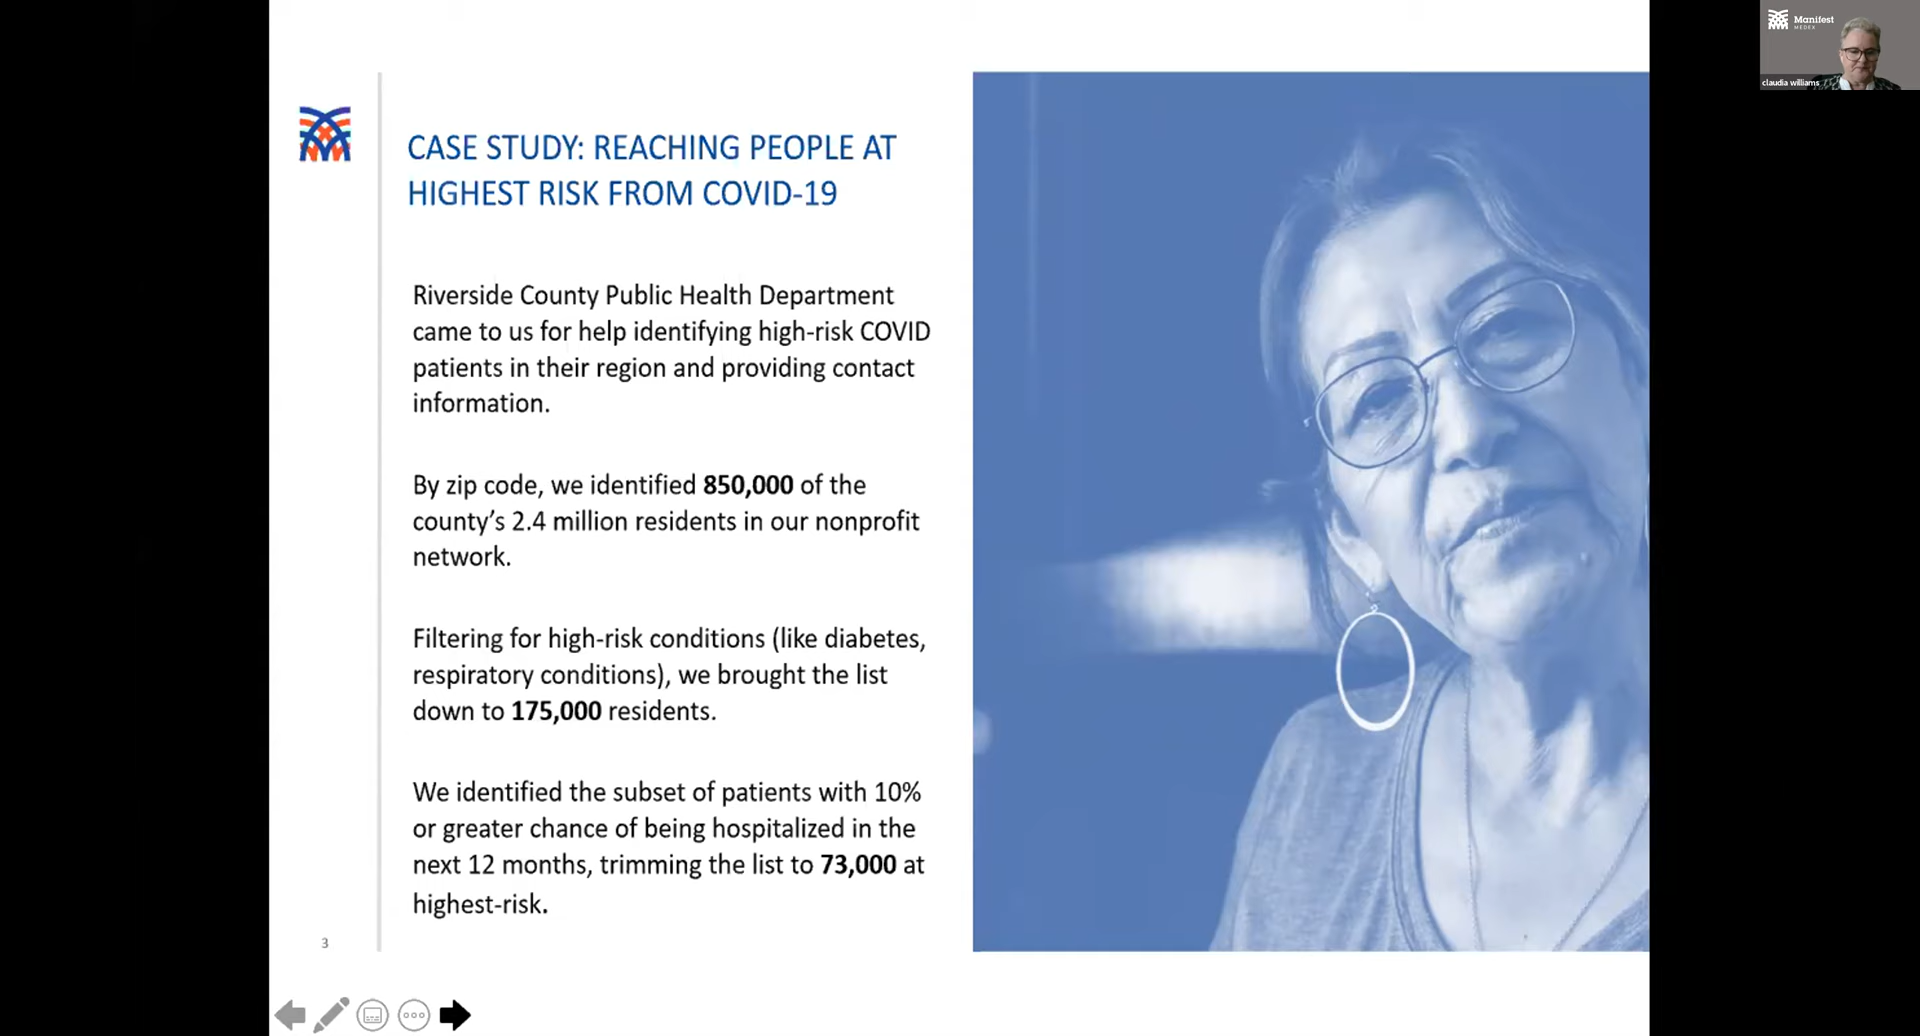 Manifest
MEDEX
claudia williams
CASE STUDY: REACHING PEOPLE AT
HIGHEST RISK FROM COVID-19
Riverside County Public Health Department
came to us for help identifying high-risk COVID
patients in their region and providing contact
information.
By zip code, we identified 850,000 of the
county’s 2.4 million residents in our nonprofit
network.
Filtering for high-risk conditions (like diabetes,
respiratory conditions), we brought the list
down to 175,000 residents.
We identified the subset of patients with 10%
or greater chance of being hospitalized in the
next 12 months, trimming the list to 73,000 at
highest-risk.
3